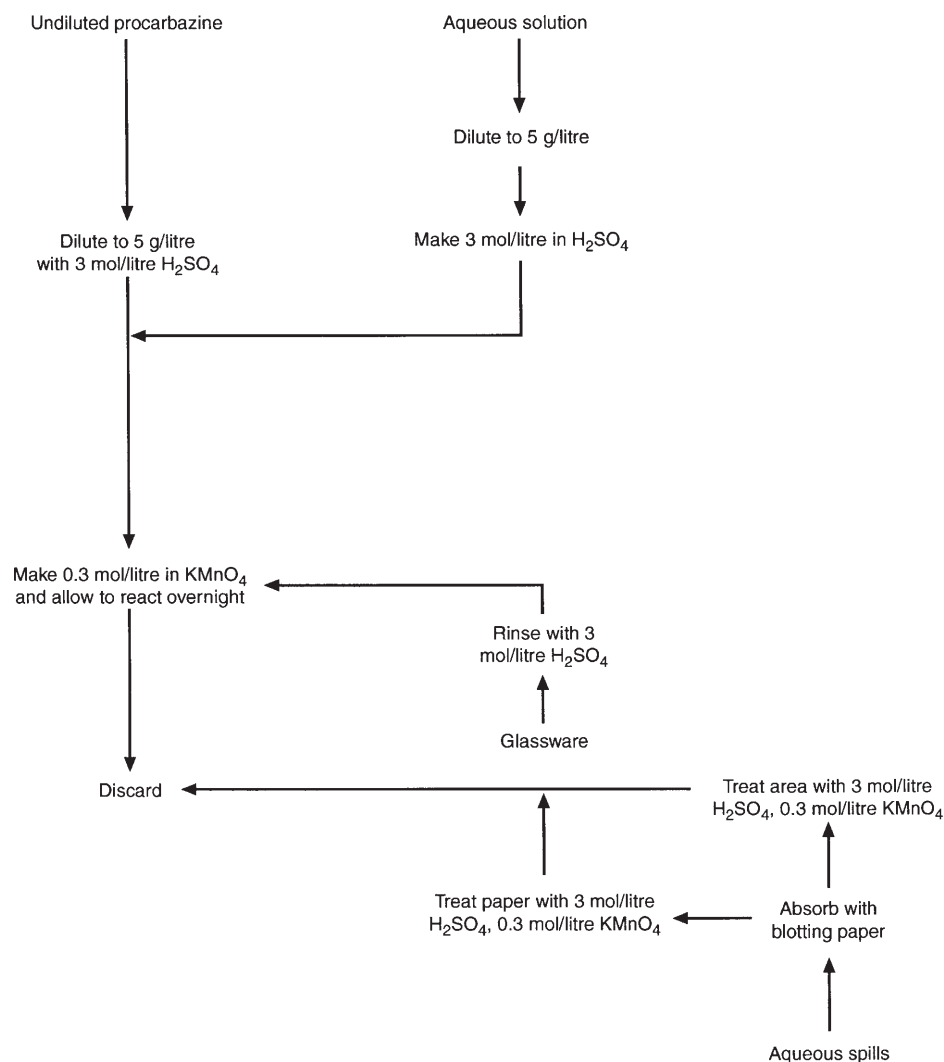 Undiluted procarbazine
Aqueous solution
Dilute to 5 g/litre
Dilute to 5 g/litre
with 3 mol/litre H₂SO₄
Make 3 mol/litre in H₂SO₄
Make 0.3 mol/litre in KMnO₄
and allow to react overnight
Rinse with 3
mol/litre H₂SO₄
Glassware
Discard
Treat area with 3 mol/litre
H₂SO₄, 0.3 mol/litre KMnO₄
Treat paper with 3 mol/litre
H₂SO₄, 0.3 mol/litre KMnO₄
Absorb with
blotting paper
Aqueous spills